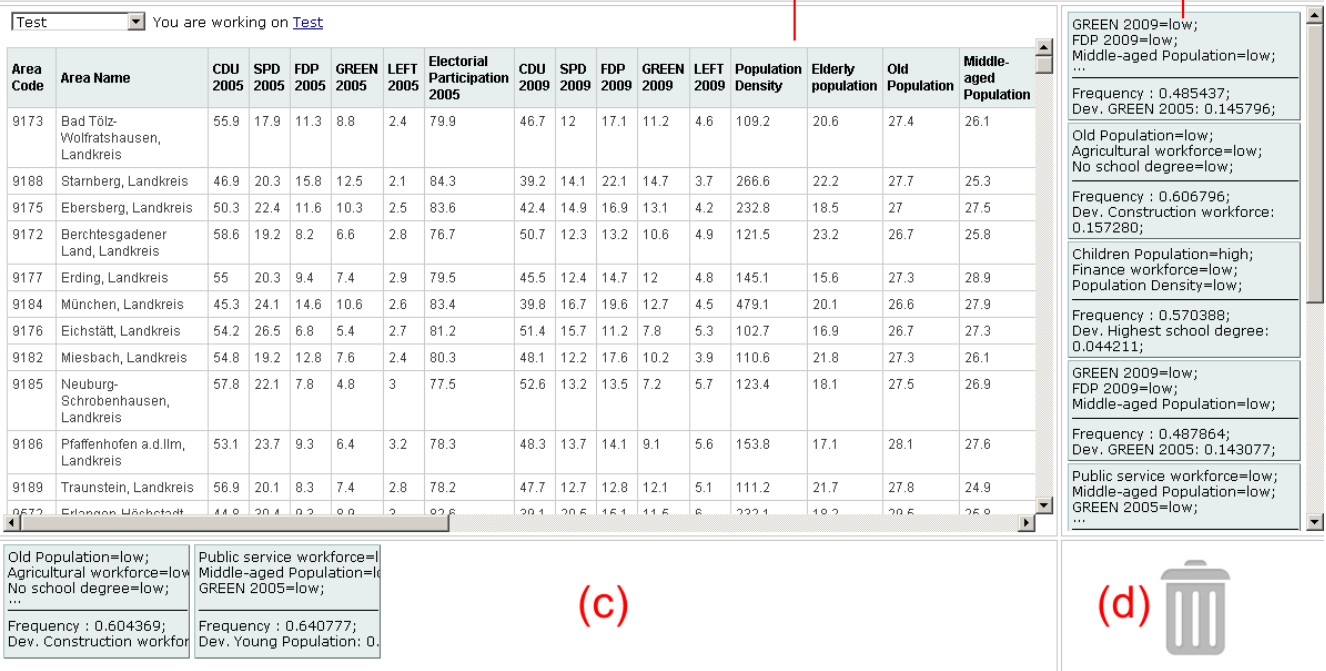 Test You are working on Test
Area Code Area Name CDU 2005 SPD 2005 FDP 2005 GREEN 2005 LEFT 2005 Electorial Participation 2005 CDU 2009 SPD 2009 FDP 2009 GREEN 2009 LEFT 2009 Population Density Elderly population Old Population Middle-aged Population
9173 Bad Tölz-Wolfratshausen, Landkreis 55.9 17.9 11.3 8.8 2.4 79.9 46.7 12 17.1 11.2 4.6 109.2 20.6 27.4 26.1
9188 Starnberg, Landkreis 46.9 20.3 15.8 12.5 2.1 84.3 39.2 14.1 22.1 14.7 3.7 266.6 22.2 27.7 25.3
9175 Ebersberg, Landkreis 50.3 22.4 11.6 10.3 2.5 83.6 42.4 14.9 16.9 13.1 4.2 232.8 18.5 27 27.5
9172 Berchtesgadener Land, Landkreis 58.6 19.2 8.2 6.6 2.8 76.7 50.7 12.3 13.2 10.6 4.9 121.5 23.2 26.7 25.8
9177 Erding, Landkreis 55 20.3 9.4 7.4 2.9 79.5 45.5 12.4 14.7 12 4.8 145.1 15.6 27.3 28.9
9184 München, Landkreis 45.3 24.1 14.6 10.6 2.6 83.4 39.8 16.7 19.6 12.7 4.5 479.1 20.1 26.6 27.9
9176 Eichstätt, Landkreis 54.2 26.5 6.8 5.4 2.7 81.2 51.4 15.7 11.2 7.8 5.3 102.7 16.9 26.7 27.3
9182 Miesbach, Landkreis 54.8 19.2 12.8 7.6 2.4 80.3 48.1 12.2 17.6 10.2 3.9 110.6 21.8 27.3 26.1
9185 Neuburg-Schrobenhausen, Landkreis 57.8 22.1 7.8 4.8 3 77.5 52.6 13.2 13.5 7.2 5.7 123.4 18.1 27.5 26.9
9186 Pfaffenhofen a.d.Ilm, Landkreis 53.1 23.7 9.3 6.4 3.2 78.3 48.3 13.7 14.1 9.1 5.6 153.8 17.1 28.1 27.6
9189 Traunstein, Landkreis 56.9 20.1 8.3 7.4 2.8 78.2 47.7 12.7 12.8 12.1 5.1 111.2 21.7 27.8 24.9
GREEN 2009=low;
FDP 2009=low;
Middle-aged Population=low;
...
Frequency : 0.485437;
Dev. GREEN 2005: 0.145796;
Old Population=low;
Agricultural workforce=low;
No school degree=low;
Frequency : 0.606796;
Dev. Construction workforce:
0.157280;
Children Population=high;
Finance workforce=low;
Population Density=low;
Frequency : 0.570388;
Dev. Highest school degree:
0.044211;
GREEN 2009=low;
FDP 2009=low;
Middle-aged Population=low;
Frequency : 0.487864;
Dev. GREEN 2005: 0.143077;
Public service workforce=low;
Middle-aged Population=low;
GREEN 2005=low;
...
Old Population=low;
Agricultural workforce=low
No school degree=low;
...
Frequency : 0.604369;
Dev. Construction workfor
Public service workforce=l
Middle-aged Population=l
GREEN 2005=low;
Frequency : 0.640777;
Dev. Young Population: 0.
(c)
(d)